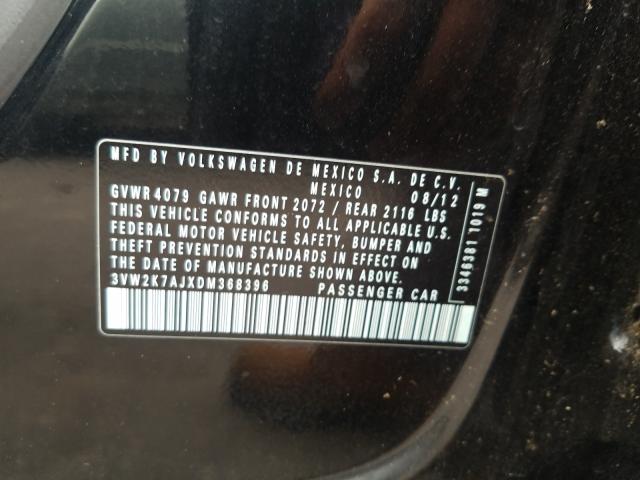 MFD BY VOLKSWAGEN DE MEXICO S.A. DE C.V.
MEXICO 08/12
GVWR 4079 GAWR FRONT 2072 / REAR 2116 LBS
THIS VEHICLE CONFORMS TO ALL APPLICABLE U.S.
FEDERAL MOTOR VEHICLE SAFETY, BUMPER AND
THEFT PREVENTION STANDARDS IN EFFECT ON
THE DATE OF MANUFACTURE SHOWN ABOVE.
3VW2K7AJXDM368396 PASSENGER CAR
3349381 1019 M